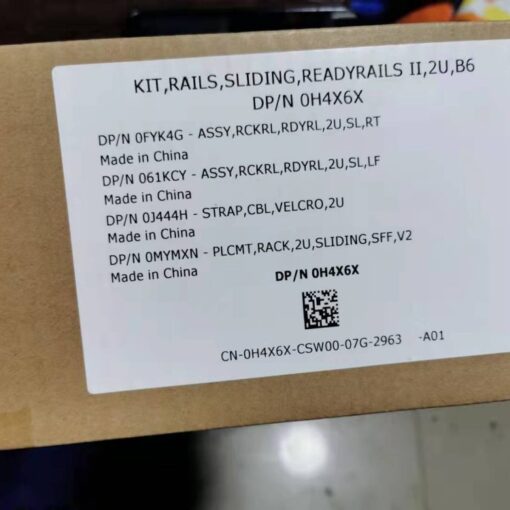 KIT,RAILS,SLIDING,READYRAILS II,2U,B6
DP/N 0H4X6X
DP/N 0FYK4G - ASSY,RCKRL,RDYRL,2U,SL,RT
Made in China
DP/N 061KCY - ASSY,RCKRL,RDYRL,2U,SL,LF
Made in China
DP/N 0J444H - STRAP,CBL,VELCRO,2U
Made in China
DP/N 0MYMXN - PLCMT,RACK,2U,SLIDING,SFF,V2
Made in China
DP/N 0H4X6X
CN-0H4X6X-CSW00-07G-2963 -A01